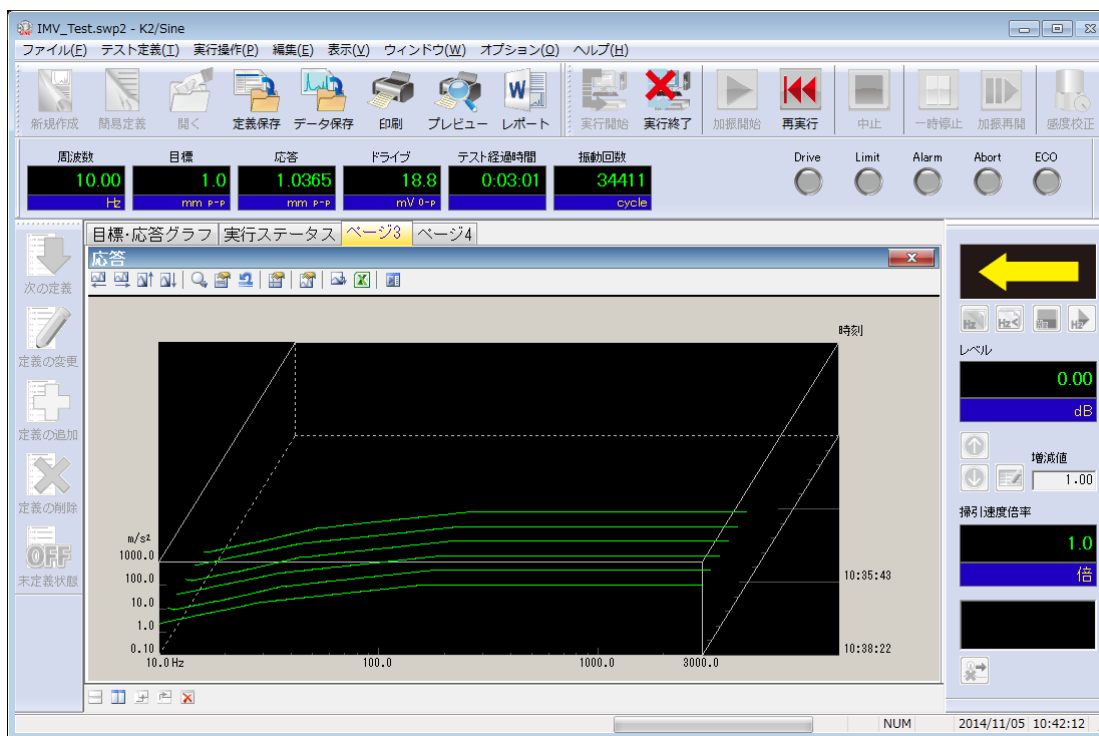 IMV_Test.swp2 - K2/Sine
ファイル(F) テスト定義(T) 実行操作(P) 編集(E) 表示(V) ウィンドウ(W) オプション(O) ヘルプ(H)
新規作成 簡易定義 開く 定義保存 データ保存 印刷 プレビュー レポート 実行開始 実行終了 加振開始 再実行 中止 一時停止 加振再開 感度校正
周波数 目標 応答 ドライブ テスト経過時間 振動回数 Drive Limit Alarm Abort ECO
10.00 1.0 1.0365 18.8 0:03:01 34411
Hz mm p-p mm p-p mV 0-p cycle
目標・応答グラフ 実行ステータス ページ3 ページ4
応答
次の定義
定義の変更
定義の追加
定義の削除
OFF
未定義状態
時刻
m/s²
1000.0
100.0
10.0
1.0
0.10
10.0 Hz 100.0 1000.0 3000.0
10:35:43
10:38:22
レベル
0.00
dB
増減値
1.00
掃引速度倍率
1.0
倍
NUM 2014/11/05 10:42:12